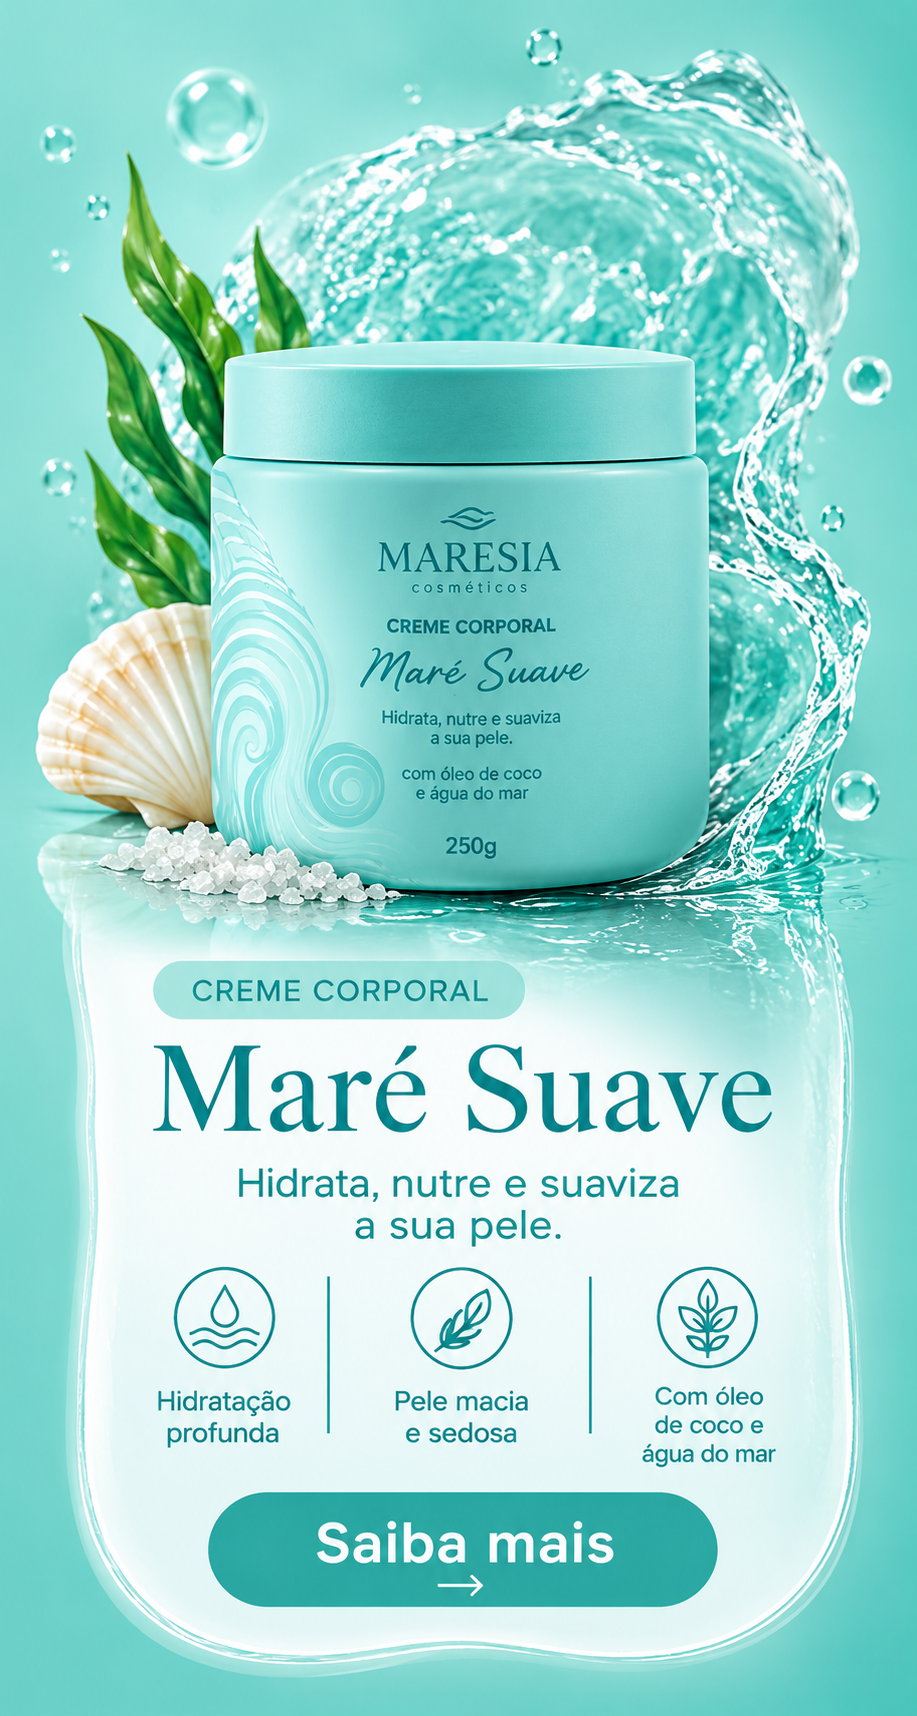 MARESIA
cosméticos
CREME CORPORAL
Maré Suave
Hidrata, nutre e suaviza
a sua pele.
com óleo de coco
e água do mar
250g
CREME CORPORAL
Maré Suave
Hidrata, nutre e suaviza
a sua pele.
Hidratação
profunda
Pele macia
e sedosa
Com óleo
de coco e
água do mar
Saiba mais